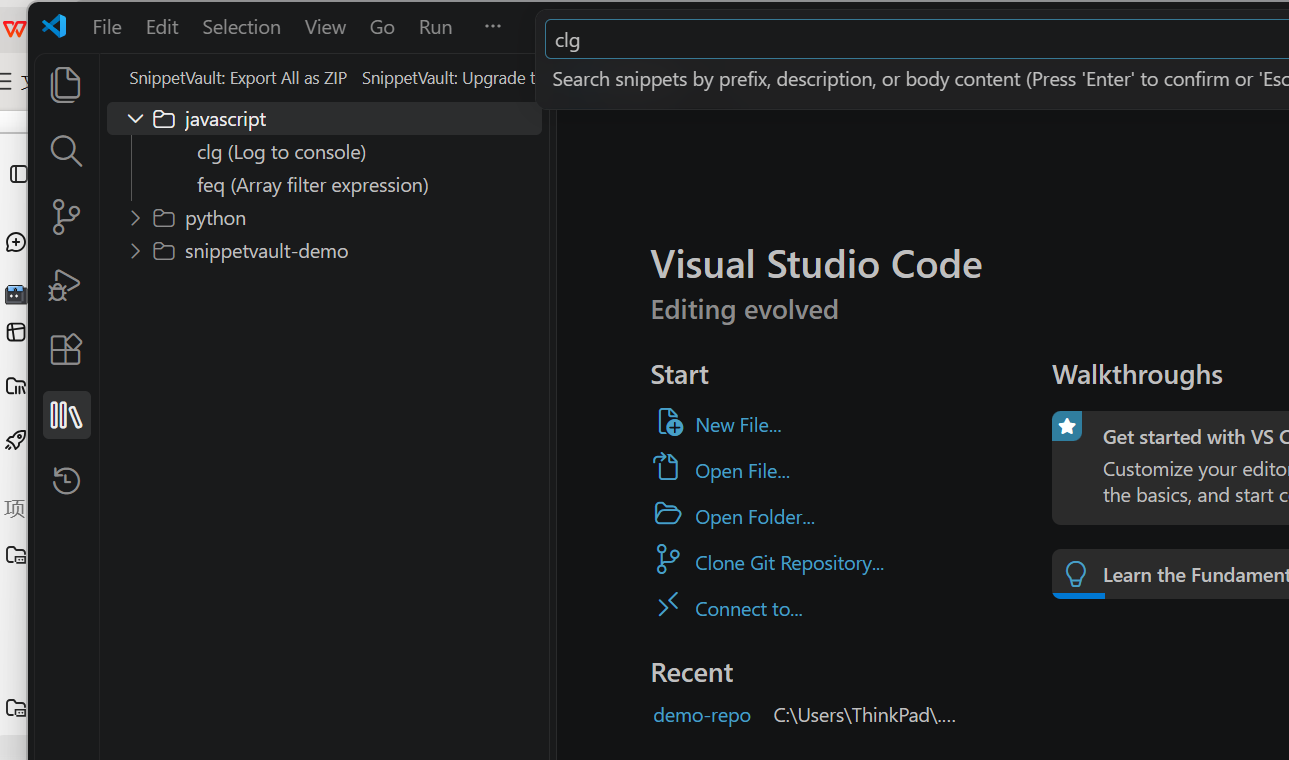 File Edit Selection View Go Run ···
clg
Search snippets by prefix, description, or body content (Press 'Enter' to confirm or 'Esc
SnippetVault: Export All as ZIP SnippetVault: Upgrade t
javascript
clg (Log to console)
feq (Array filter expression)
python
snippetvault-demo
项
Visual Studio Code
Editing evolved
Start
New File...
Open File...
Open Folder...
Clone Git Repository...
Connect to...
Recent
demo-repo C:\Users\ThinkPad\....
Walkthroughs
Get started with VS C
Customize your editor
the basics, and start c
Learn the Fundament